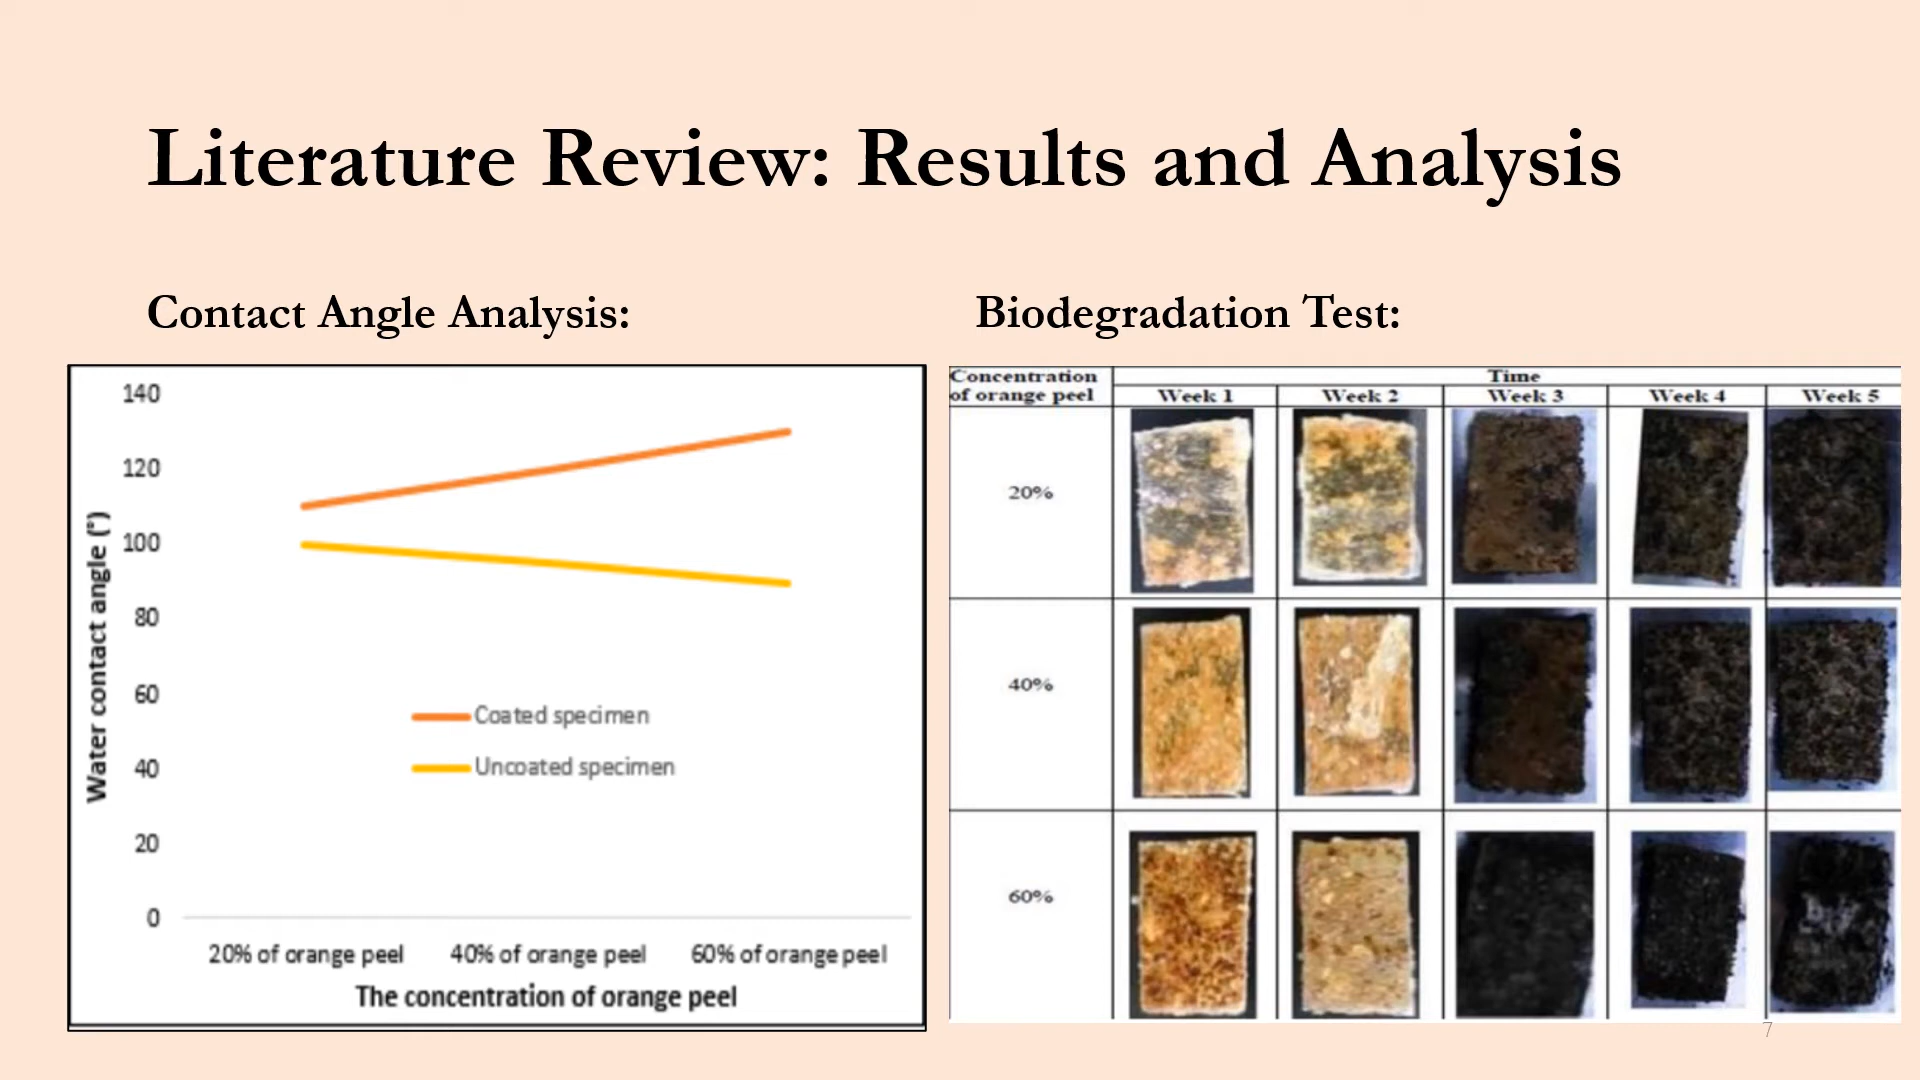 Literature Review: Results and Analysis
Contact Angle Analysis:
140
120
100
80
60
40
20
0
Water contact angle (°)
Coated specimen
Uncoated specimen
20% of orange peel 40% of orange peel 60% of orange peel
The concentration of orange peel
Biodegradation Test:
Concentration of orange peel
Time
Week 1 Week 2 Week 3 Week 4 Week 5
20%
40%
60%
7